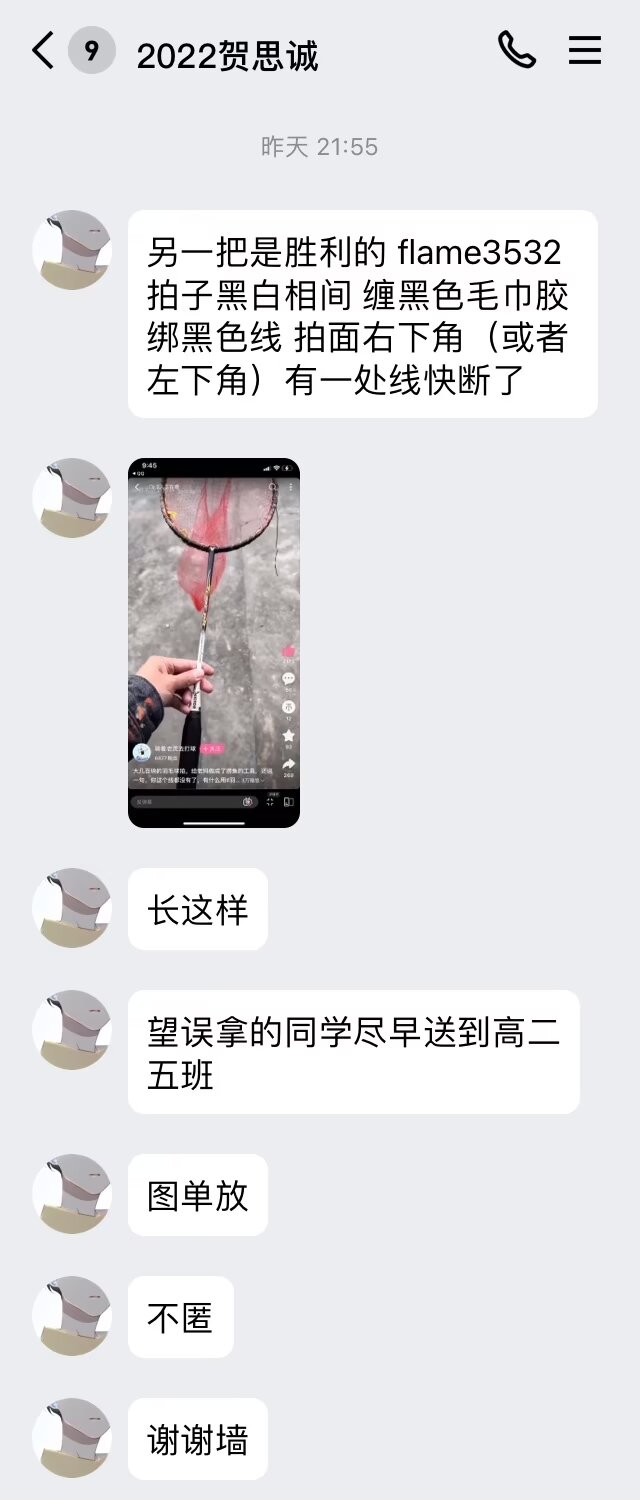 9
2022贺思诚
昨天 21:55
另一把是胜利的 flame3532
拍子黑白相间 缠黑色毛巾胶
绑黑色线 拍面右下角（或者
左下角）有一处线快断了
9:45
QQ
长这样
望误拿的同学尽早送到高二
五班
图单放
不匿
谢谢墙